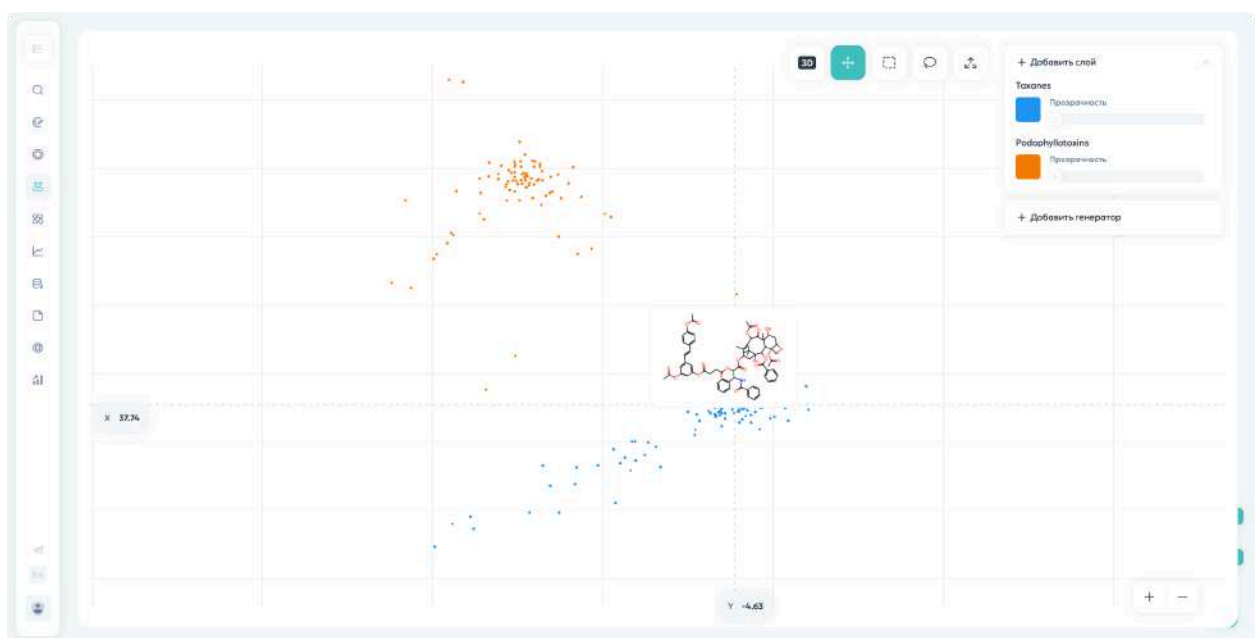 3D
+ Добавить слой
Taxanes
Прозрачность
Podophyllotoxins
Прозрачность
+ Добавить генератор
X 37.74
Y -4.63
+ −